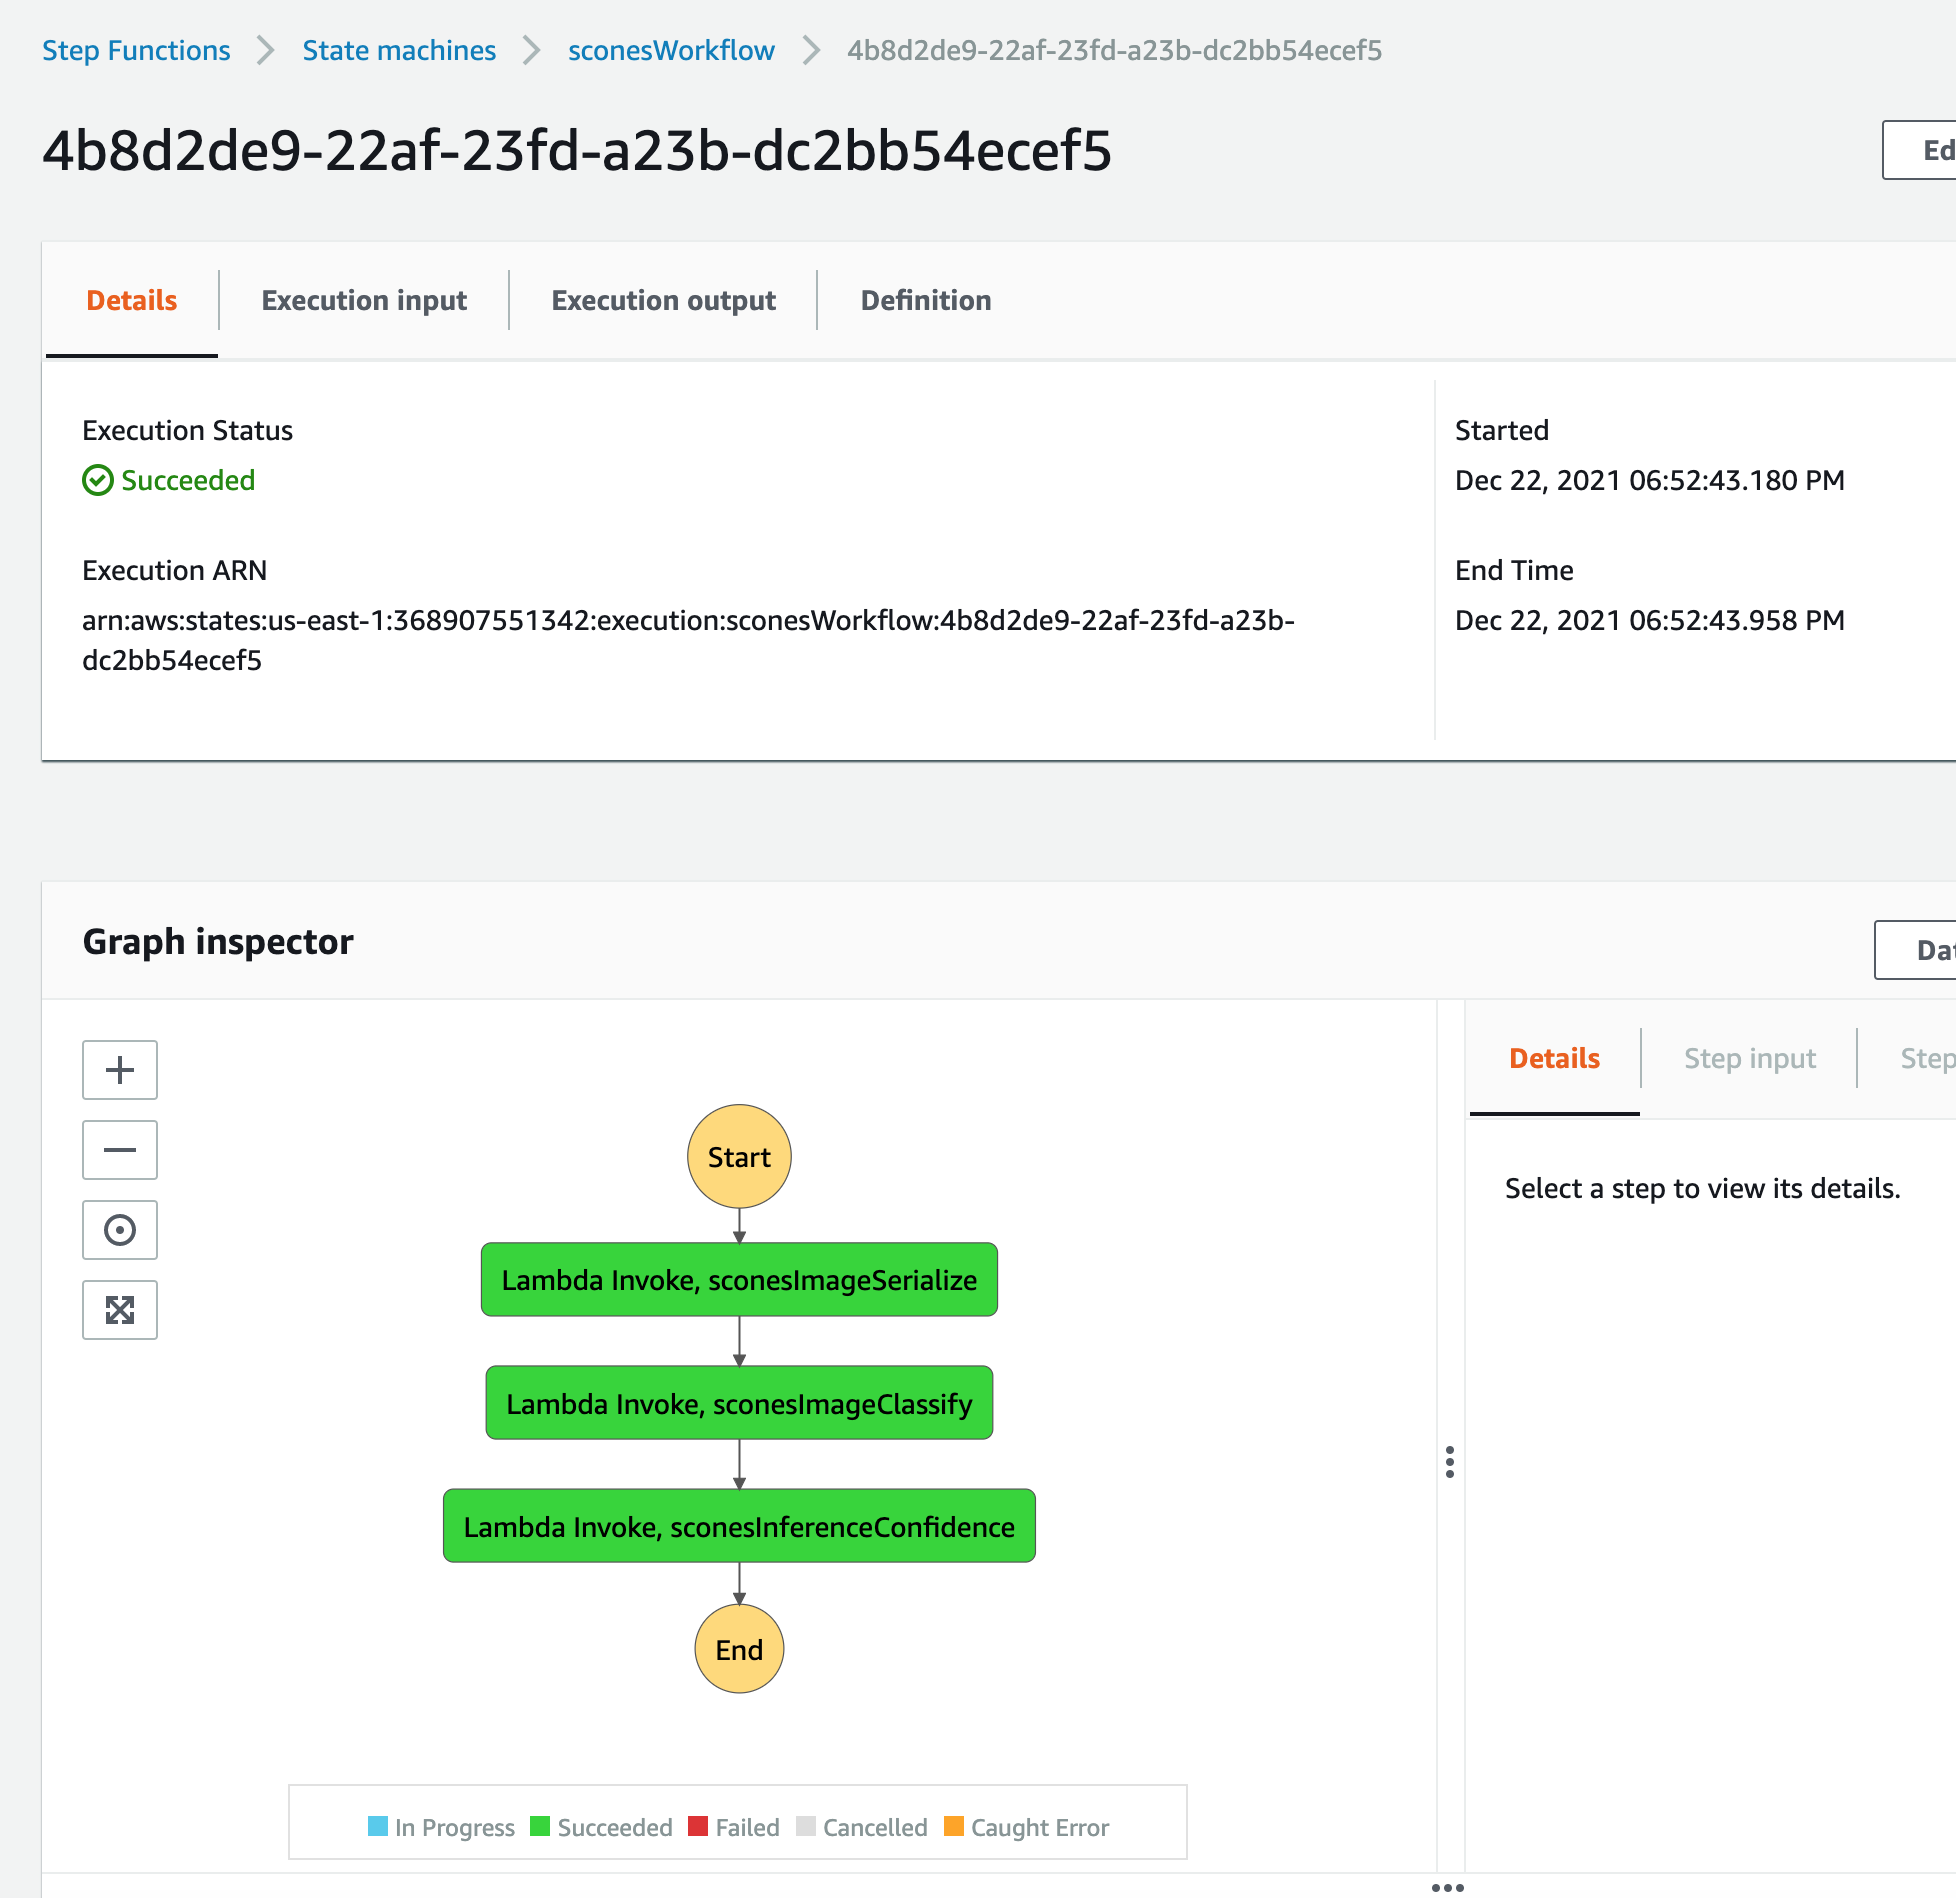 Step Functions State machines sconesWorkflow 4b8d2de9-22af-23fd-a23b-dc2bb54ecef5
4b8d2de9-22af-23fd-a23b-dc2bb54ecef5
Ed
Details Execution input Execution output Definition
Execution Status
Succeeded
Execution ARN
arn:aws:states:us-east-1:368907551342:execution:sconesWorkflow:4b8d2de9-22af-23fd-a23b-
dc2bb54ecef5
Started
Dec 22, 2021 06:52:43.180 PM
End Time
Dec 22, 2021 06:52:43.958 PM
Graph inspector
Dat
Start
Lambda Invoke, sconesImageSerialize
Lambda Invoke, sconesImageClassify
Lambda Invoke, sconesInferenceConfidence
End
In Progress Succeeded Failed Cancelled Caught Error
Details Step input Step
Select a step to view its details.